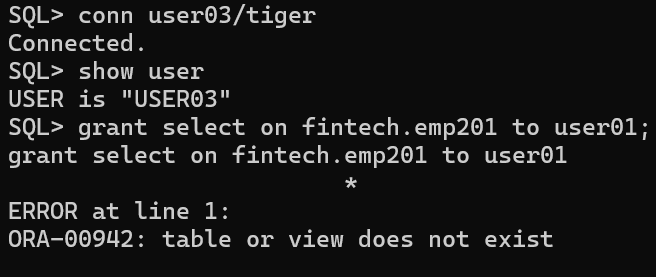 SQL> conn user03/tiger
Connected.
SQL> show user
USER is "USER03"
SQL> grant select on fintech.emp201 to user01;
grant select on fintech.emp201 to user01
                        *
ERROR at line 1:
ORA-00942: table or view does not exist